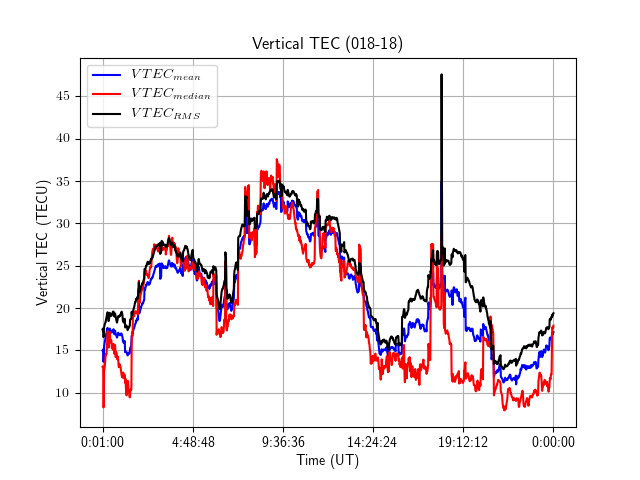 Vertical TEC (018-18)
VTEC_mean
VTEC_median
VTEC_RMS
45
40
35
30
25
20
15
10
Vertical TEC (TECU)
0:01:00 4:48:48 9:36:36 14:24:24 19:12:12 0:00:00
Time (UT)